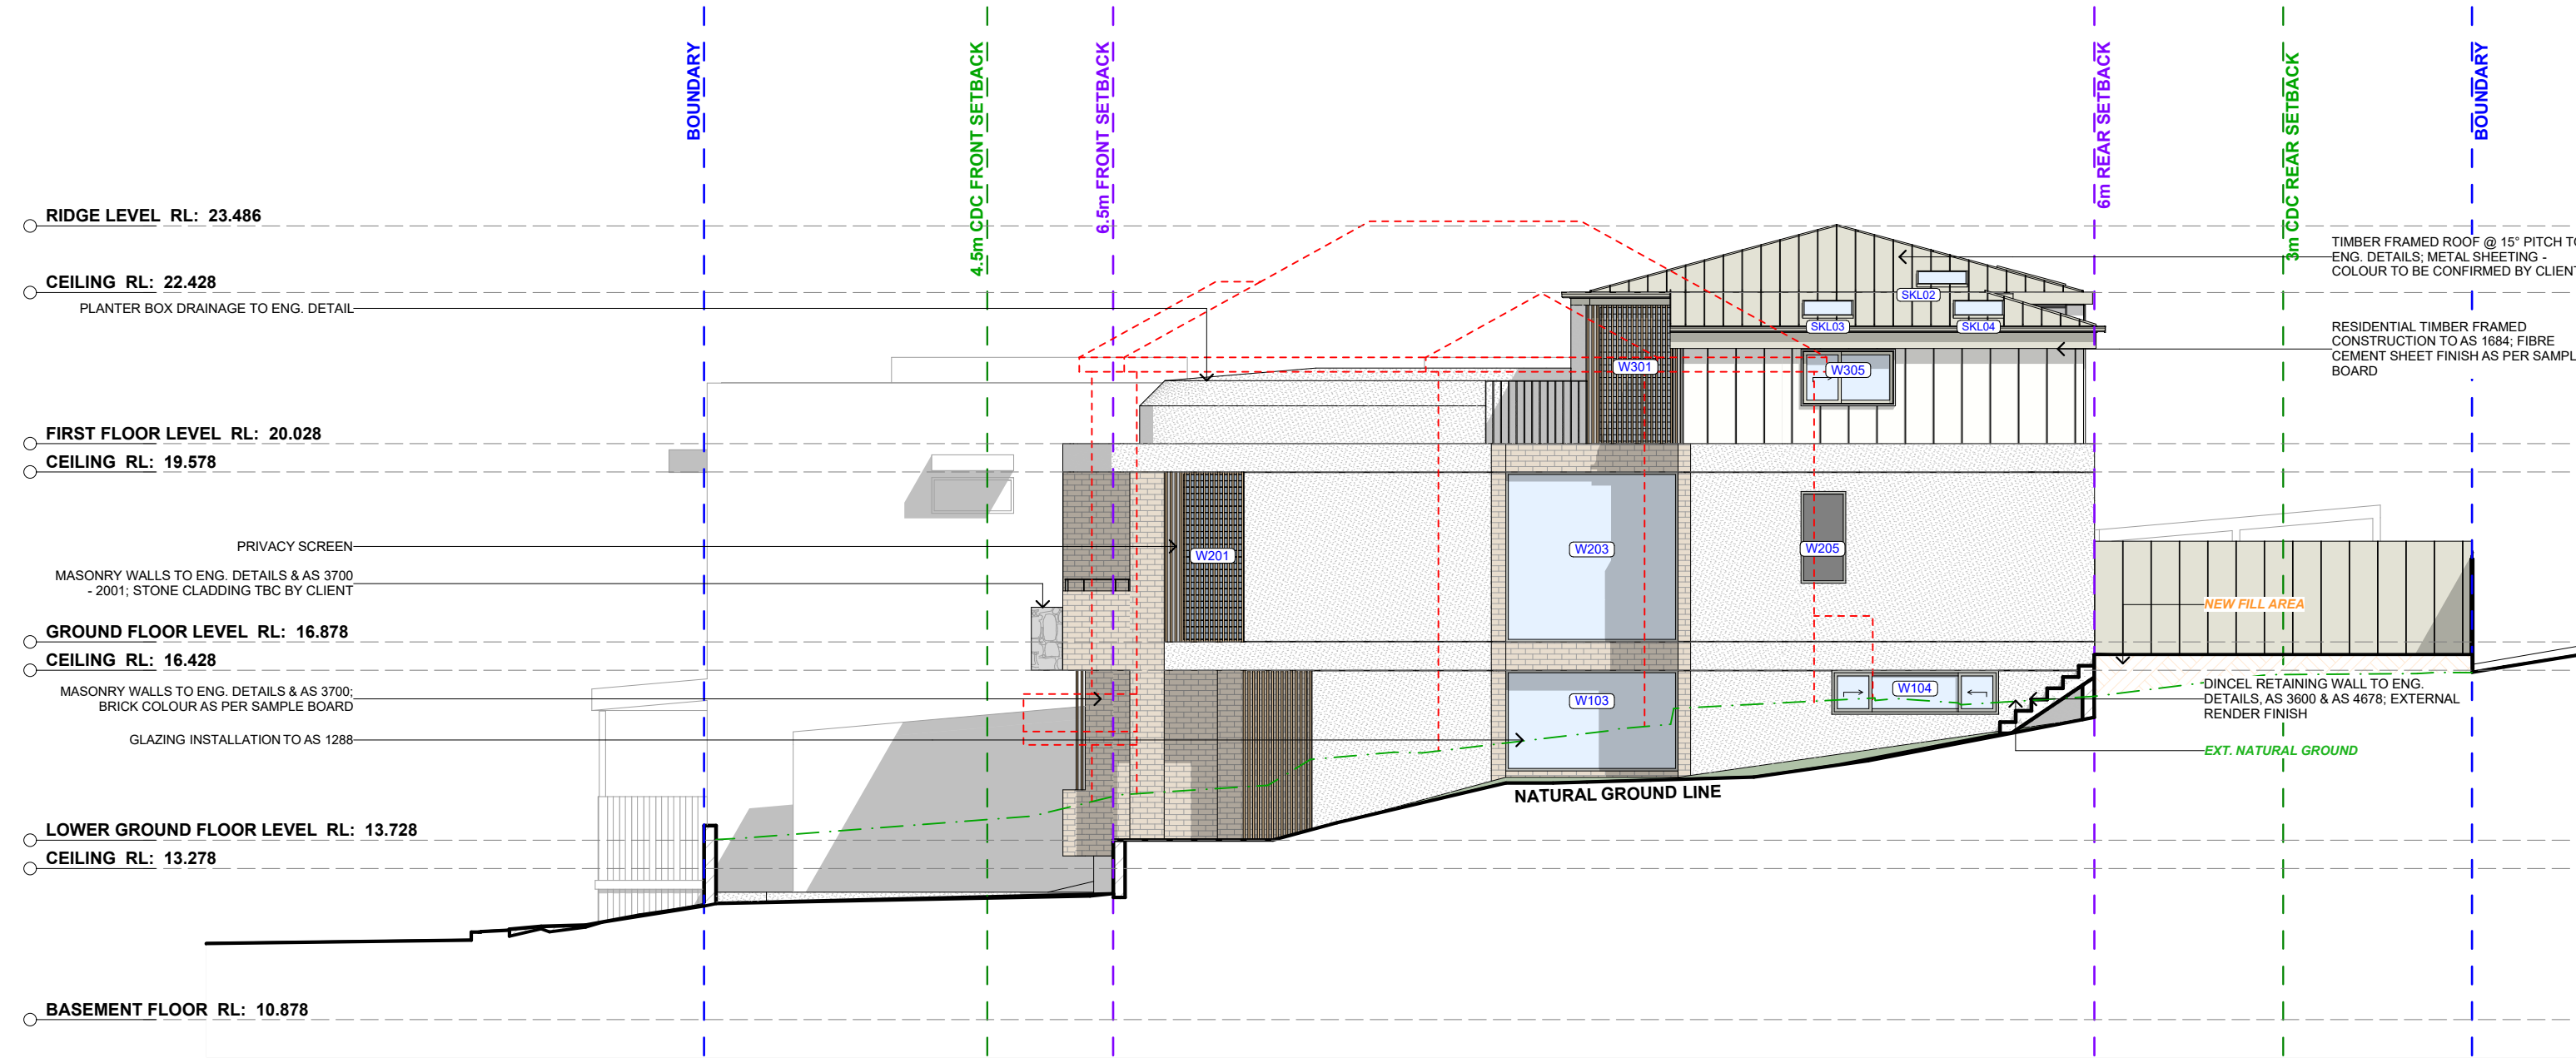 BOUNDARY
4.5m CDC FRONT SETBACK
6.5m FRONT SETBACK
6m REAR SETBACK
3m CDC REAR SETBACK
BOUNDARY
RIDGE LEVEL RL: 23.486
CEILING RL: 22.428
PLANTER BOX DRAINAGE TO ENG. DETAIL
FIRST FLOOR LEVEL RL: 20.028
CEILING RL: 19.578
PRIVACY SCREEN
MASONRY WALLS TO ENG. DETAILS & AS 3700
- 2001; STONE CLADDING TBC BY CLIENT
GROUND FLOOR LEVEL RL: 16.878
CEILING RL: 16.428
MASONRY WALLS TO ENG. DETAILS & AS 3700;
BRICK COLOUR AS PER SAMPLE BOARD
GLAZING INSTALLATION TO AS 1288
LOWER GROUND FLOOR LEVEL RL: 13.728
CEILING RL: 13.278
BASEMENT FLOOR RL: 10.878
SKL02
SKL03
SKL04
W301
W305
W201
W203
W205
W103
W104
NATURAL GROUND LINE
TIMBER FRAMED ROOF @ 15° PITCH TO
ENG. DETAILS; METAL SHEETING -
COLOUR TO BE CONFIRMED BY CLIENT
RESIDENTIAL TIMBER FRAMED
CONSTRUCTION TO AS 1684; FIBRE
CEMENT SHEET FINISH AS PER SAMPL
BOARD
NEW FILL AREA
DINCEL RETAINING WALL TO ENG.
DETAILS, AS 3600 & AS 4678; EXTERNAL
RENDER FINISH
EXT. NATURAL GROUND